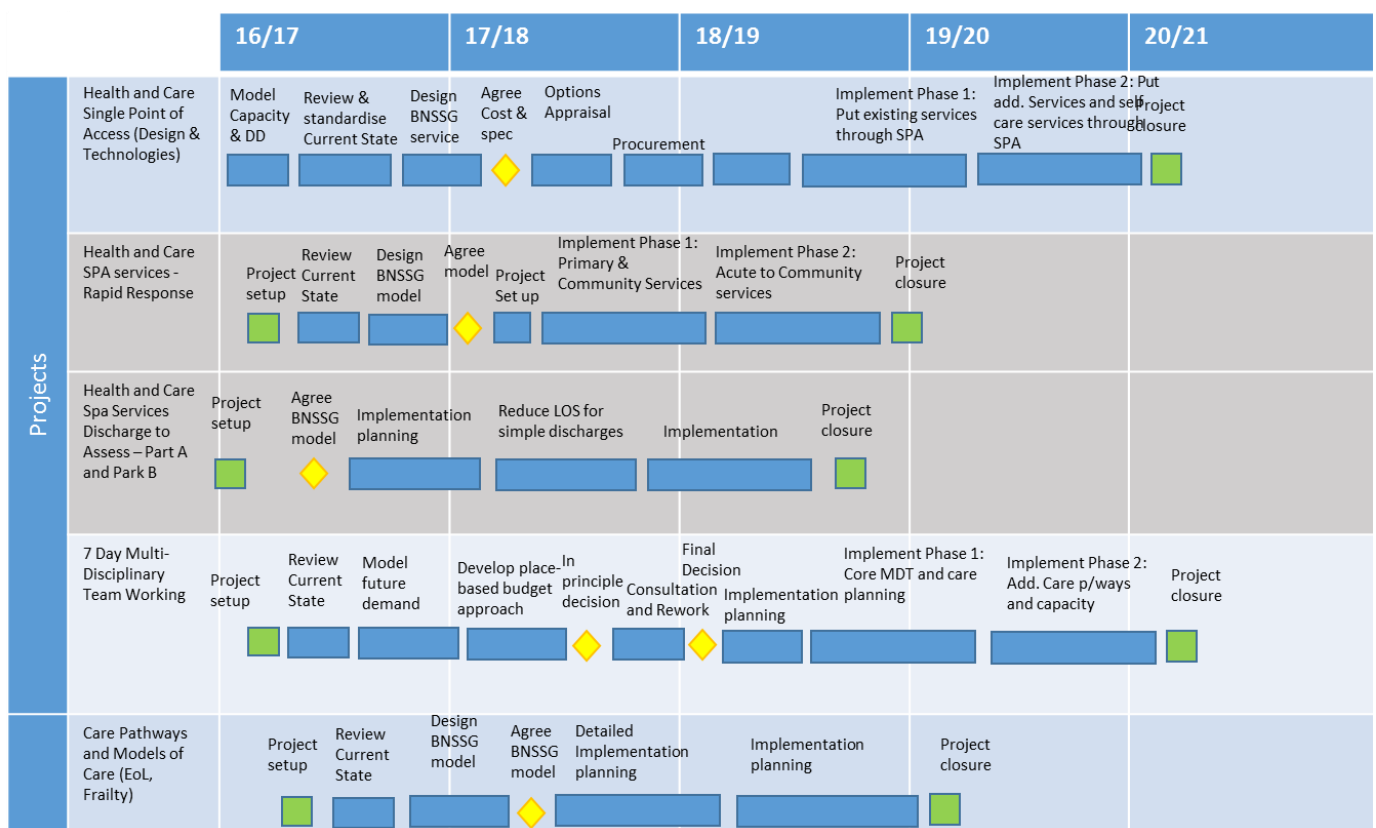 16/17
17/18
18/19
19/20
20/21
Projects
Health and Care
Single Point of
Access (Design &
Technologies)
Model
Capacity
& DD
Review &
standardise
Current State
Design
BNSSG
service
Agree
Cost &
spec
Options
Appraisal
Procurement
Implement Phase 1:
Put existing services
through SPA
Implement Phase 2: Put
add. Services and self
care services through
SPA
Project
closure
Health and Care
SPA services -
Rapid Response
Project
setup
Review
Current
State
Design
BNSSG
model
Agree
model
Project
Set up
Implement Phase 1:
Primary &
Community Services
Implement Phase 2:
Acute to Community
services
Project
closure
Health and Care
Spa Services
Discharge to
Assess – Part A
and Park B
Project
setup
Agree
BNSSG
model
Implementation
planning
Reduce LOS for
simple discharges
Implementation
Project
closure
7 Day Multi-
Disciplinary
Team Working
Project
setup
Review
Current
State
Model
future
demand
Develop place-
based budget
approach
In
principle
decision
Consultation
and Rework
Final
Decision
Implementation
planning
Implement Phase 1:
Core MDT and care
planning
Implement Phase 2:
Add. Care p/ways
and capacity
Project
closure
Care Pathways
and Models of
Care (EoL,
Frailty)
Project
setup
Review
Current
State
Design
BNSSG
model
Agree
BNSSG
model
Detailed
Implementation
planning
Implementation
planning
Project
closure